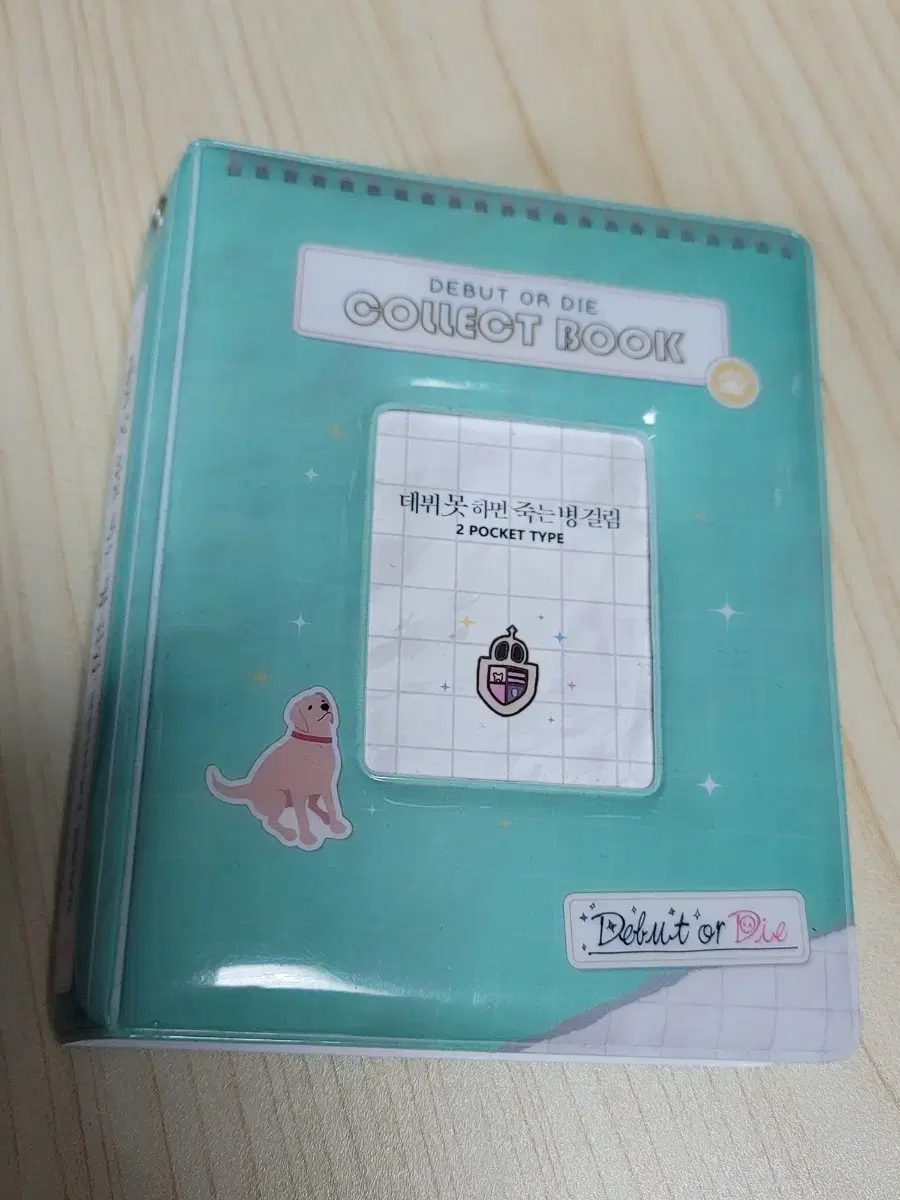 DEBUT OR DIE
COLLECT BOOK
데뷔 못 하면 죽는 병 걸림
2 POCKET TYPE
Debut or Die